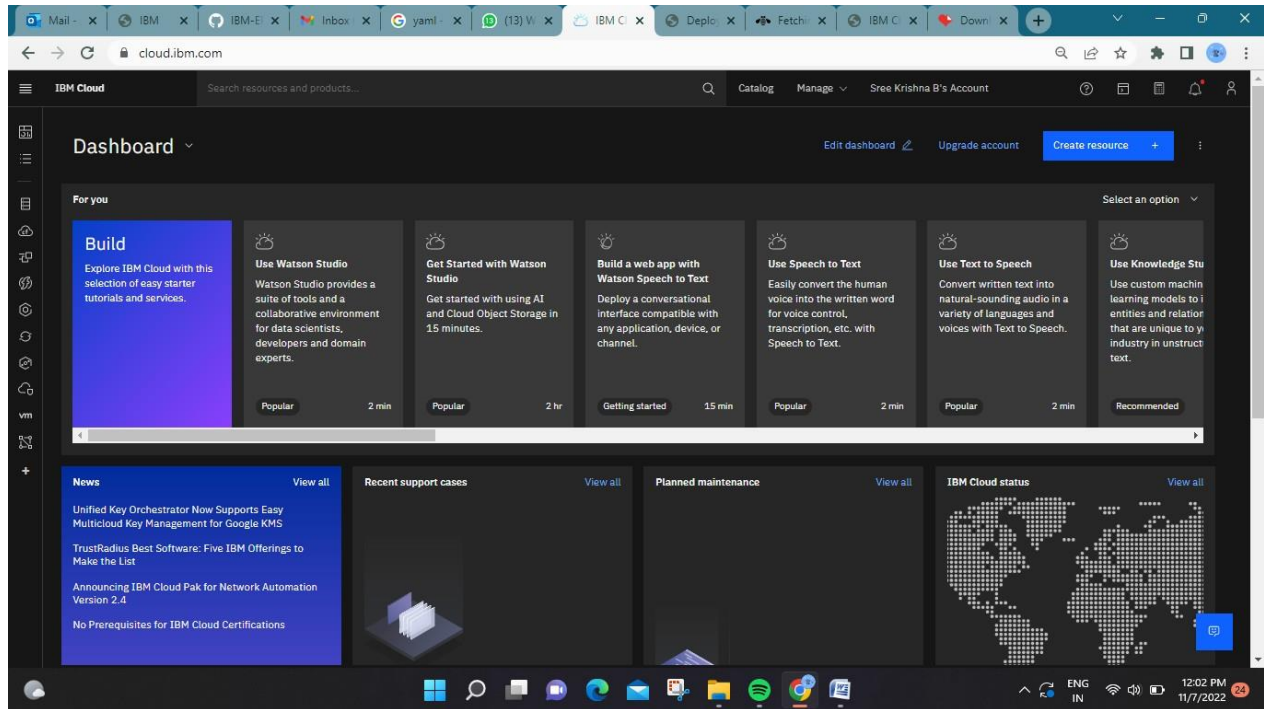 Mail -
IBM
IBM-E
Inbox
yaml -
(13) W
IBM Cl
Deplo
Fetchi
IBM C
Down
cloud.ibm.com
IBM Cloud
Search resources and products...
Catalog
Manage
Sree Krishna B's Account
Dashboard
Edit dashboard
Upgrade account
Create resource +
For you
Select an option
Build
Explore IBM Cloud with this
selection of easy starter
tutorials and services.
Use Watson Studio
Watson Studio provides a
suite of tools and a
collaborative environment
for data scientists,
developers and domain
experts.
Popular
2 min
Get Started with Watson
Studio
Get started with using AI
and Cloud Object Storage in
15 minutes.
Popular
2 hr
Build a web app with
Watson Speech to Text
Deploy a conversational
interface compatible with
any application, device, or
channel.
Getting started
15 min
Use Speech to Text
Easily convert the human
voice into the written word
for voice control,
transcription, etc. with
Speech to Text.
Popular
2 min
Use Text to Speech
Convert written text into
natural-sounding audio in a
variety of languages and
voices with Text to Speech.
Popular
2 min
Use Knowledge Stu
Use custom machin
learning models to i
entities and relation
that are unique to y
industry in unstruct
text.
Recommended
vm
News
View all
Unified Key Orchestrator Now Supports Easy
Multicloud Key Management for Google KMS
TrustRadius Best Software: Five IBM Offerings to
Make the List
Announcing IBM Cloud Pak for Network Automation
Version 2.4
No Prerequisites for IBM Cloud Certifications
Recent support cases
View all
Planned maintenance
View all
IBM Cloud status
View all
ENG
IN
12:02 PM
11/7/2022
24